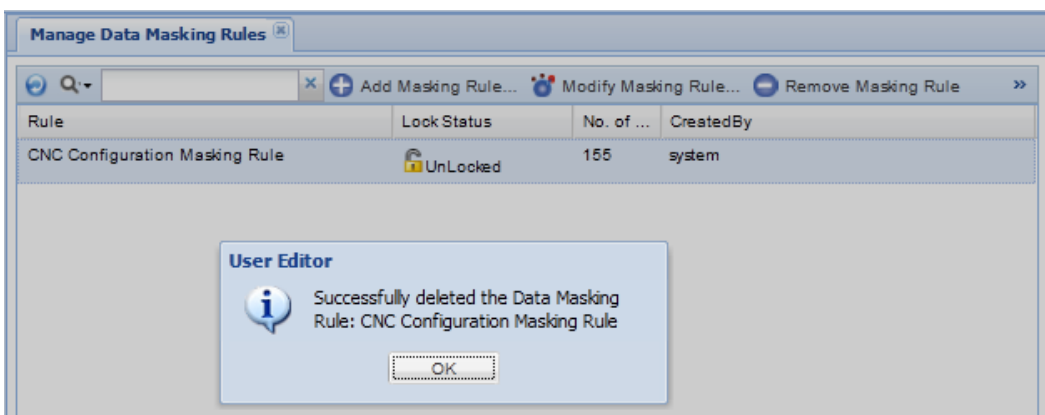 Manage Data Masking Rules
Add Masking Rule... Modify Masking Rule... Remove Masking Rule »
Rule Lock Status No. of ... CreatedBy
CNC Configuration Masking Rule UnLocked 155 system
User Editor
Successfully deleted the Data Masking
Rule: CNC Configuration Masking Rule
OK